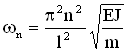 ωₙ = π²n²/l² √(EJ/m)